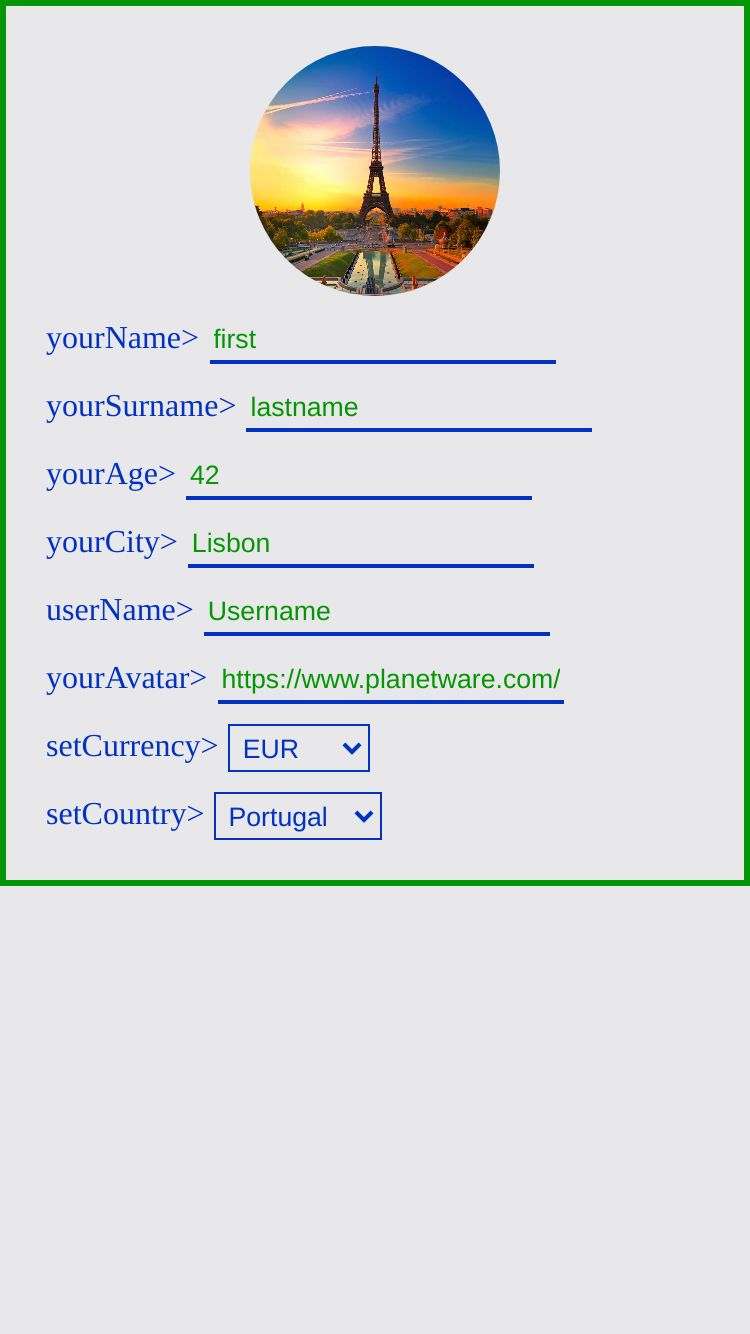 yourName> first
yourSurname> lastname
yourAge> 42
yourCity> Lisbon
userName> Username
yourAvatar> https://www.planetware.com/
setCurrency> EUR
setCountry> Portugal